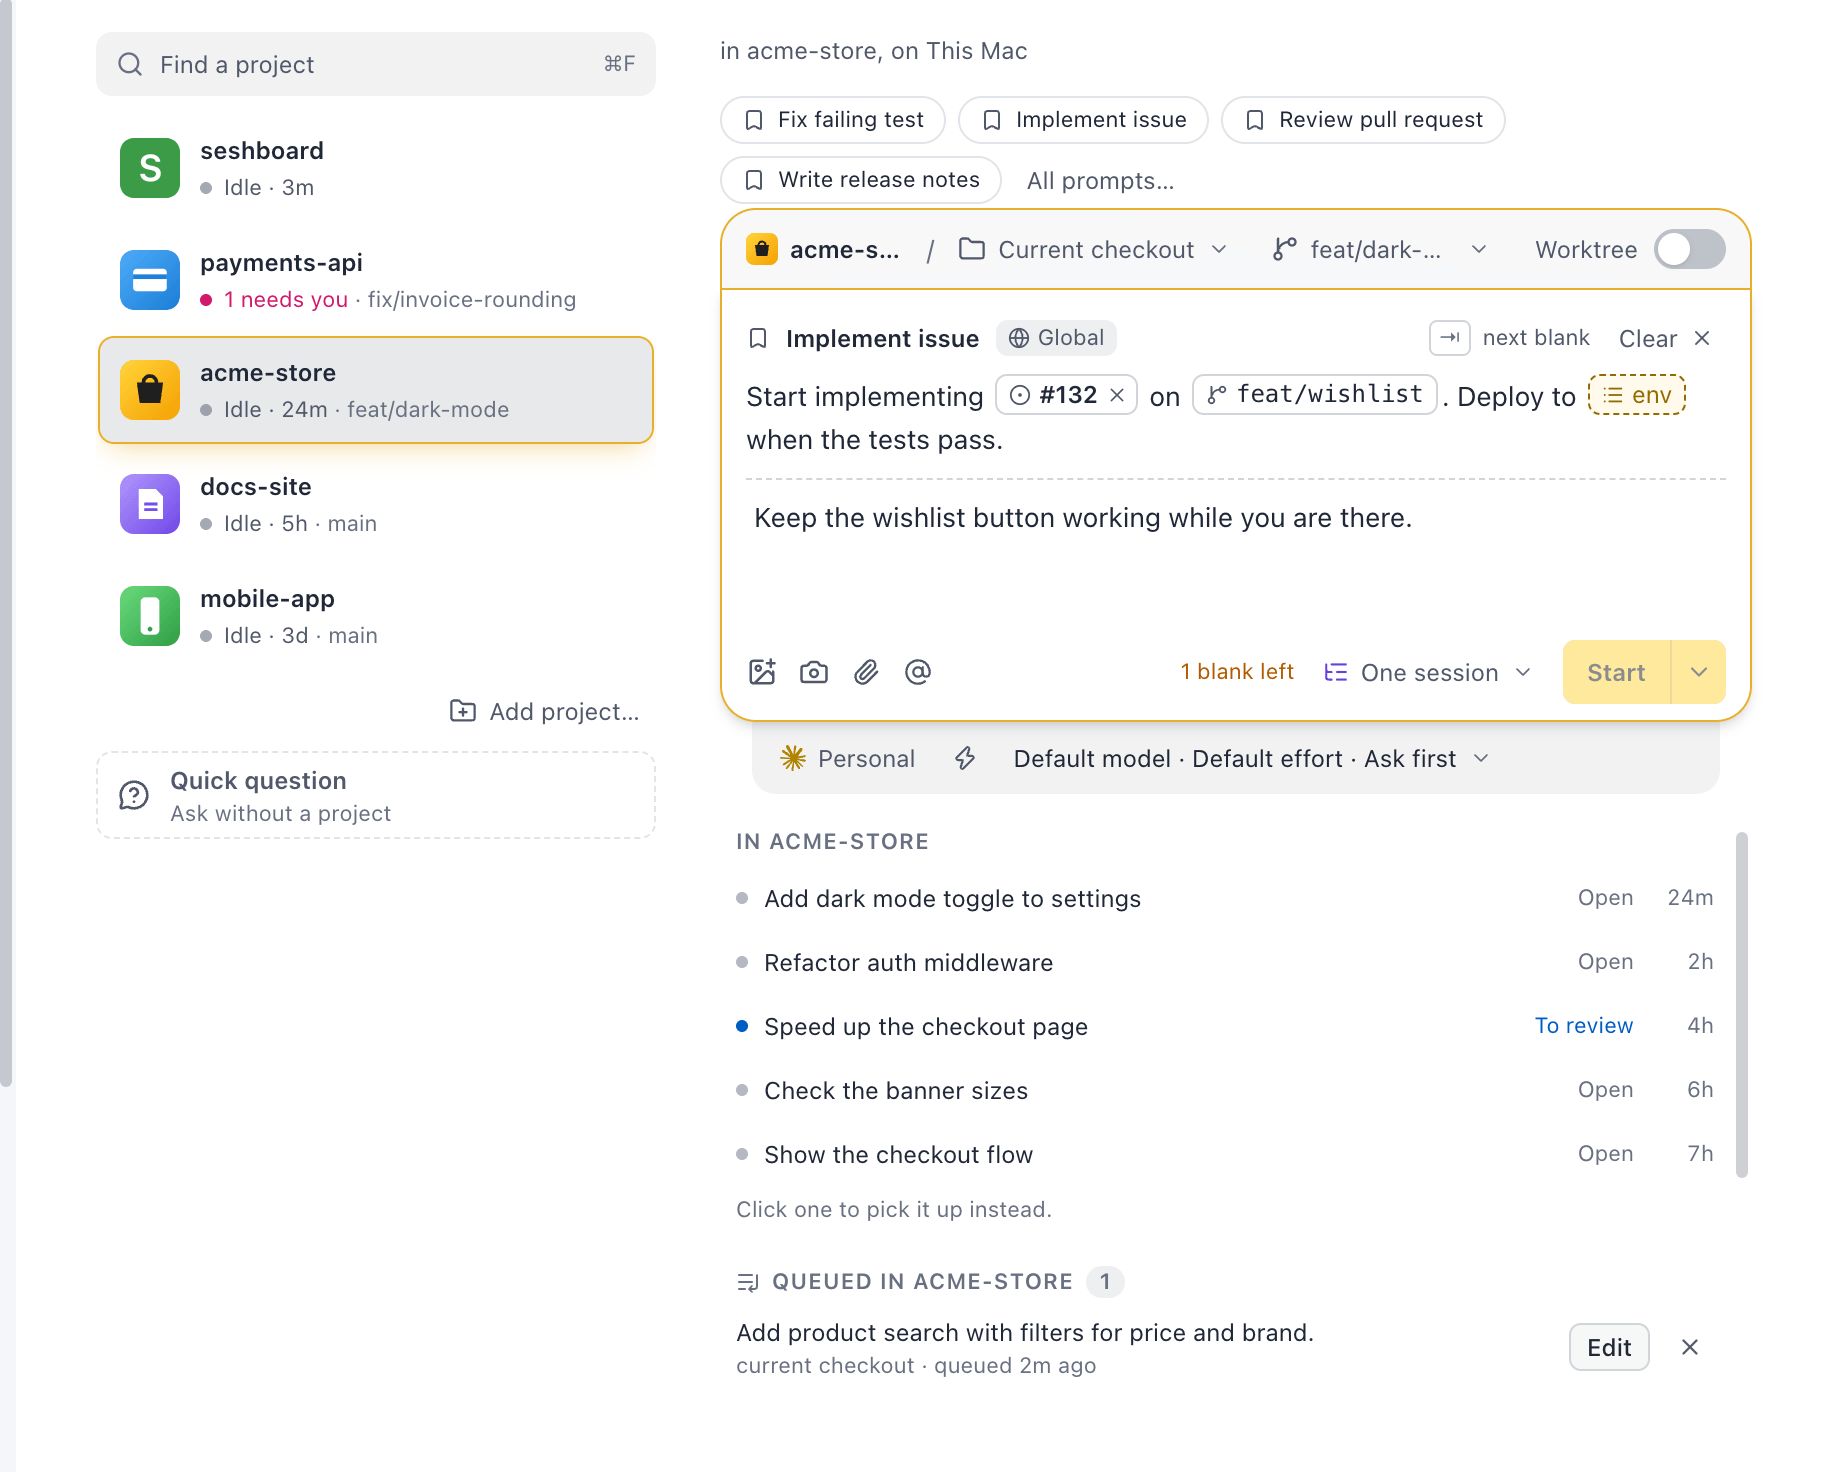 Find a project ⌘F
seshboard
Idle · 3m
payments-api
1 needs you · fix/invoice-rounding
acme-store
Idle · 24m · feat/dark-mode
docs-site
Idle · 5h · main
mobile-app
Idle · 3d · main
Add project...
Quick question
Ask without a project
in acme-store, on This Mac
Fix failing test Implement issue Review pull request
Write release notes All prompts...
acme-s... / Current checkout feat/dark-... Worktree
Implement issue Global next blank Clear
Start implementing #132 on feat/wishlist . Deploy to env
when the tests pass.
Keep the wishlist button working while you are there.
1 blank left One session Start
Personal Default model · Default effort · Ask first
IN ACME-STORE
Add dark mode toggle to settings Open 24m
Refactor auth middleware Open 2h
Speed up the checkout page To review 4h
Check the banner sizes Open 6h
Show the checkout flow Open 7h
Click one to pick it up instead.
QUEUED IN ACME-STORE 1
Add product search with filters for price and brand.
current checkout · queued 2m ago
Edit